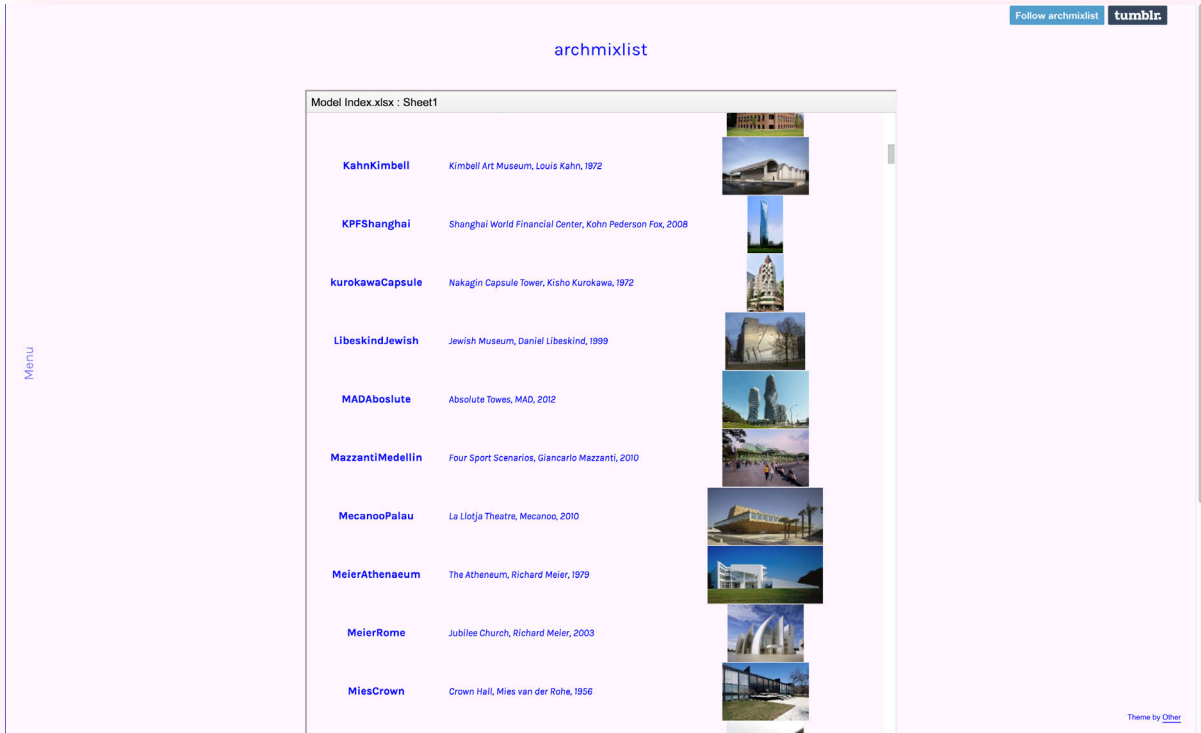 Follow archmixlist
tumblr.
archmixlist
Model Index.xlsx : Sheet1
KahnKimbell Kimbell Art Museum, Louis Kahn, 1972
KPFShanghai Shanghai World Financial Center, Kohn Pederson Fox, 2008
kurokawaCapsule Nakagin Capsule Tower, Kisho Kurokawa, 1972
LibeskindJewish Jewish Museum, Daniel Libeskind, 1999
Menu
MADAboslute Absolute Towes, MAD, 2012
MazzantiMedellin Four Sport Scenarios, Giancarlo Mazzanti, 2010
MecanooPalau La Llotja Theatre, Mecanoo, 2010
MeierAthenaeum The Atheneum, Richard Meier, 1979
MeierRome Jubilee Church, Richard Meier, 2003
MiesCrown Crown Hall, Mies van der Rohe, 1956
Theme by Other